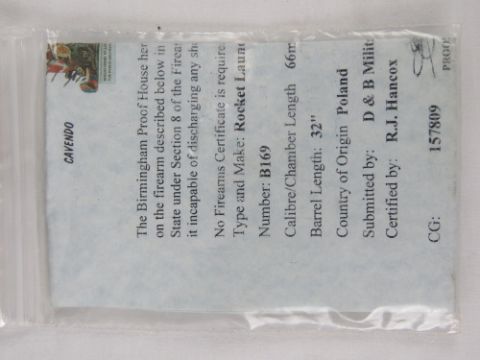 CAVENDO
The Birmingham Proof House her
on the firearm described below in
State under Section 8 of the Firea
it incapable of discharging any sh
No Firearms Certificate is require
Type and Make: Rocket Laun
Number: B169
Calibre/Chamber Length 66m
Barrel Length: 32"
Country of Origin Poland
Submitted by: D & B Milit
Certified by: R.J. Hancox
CG: 157809
PROO